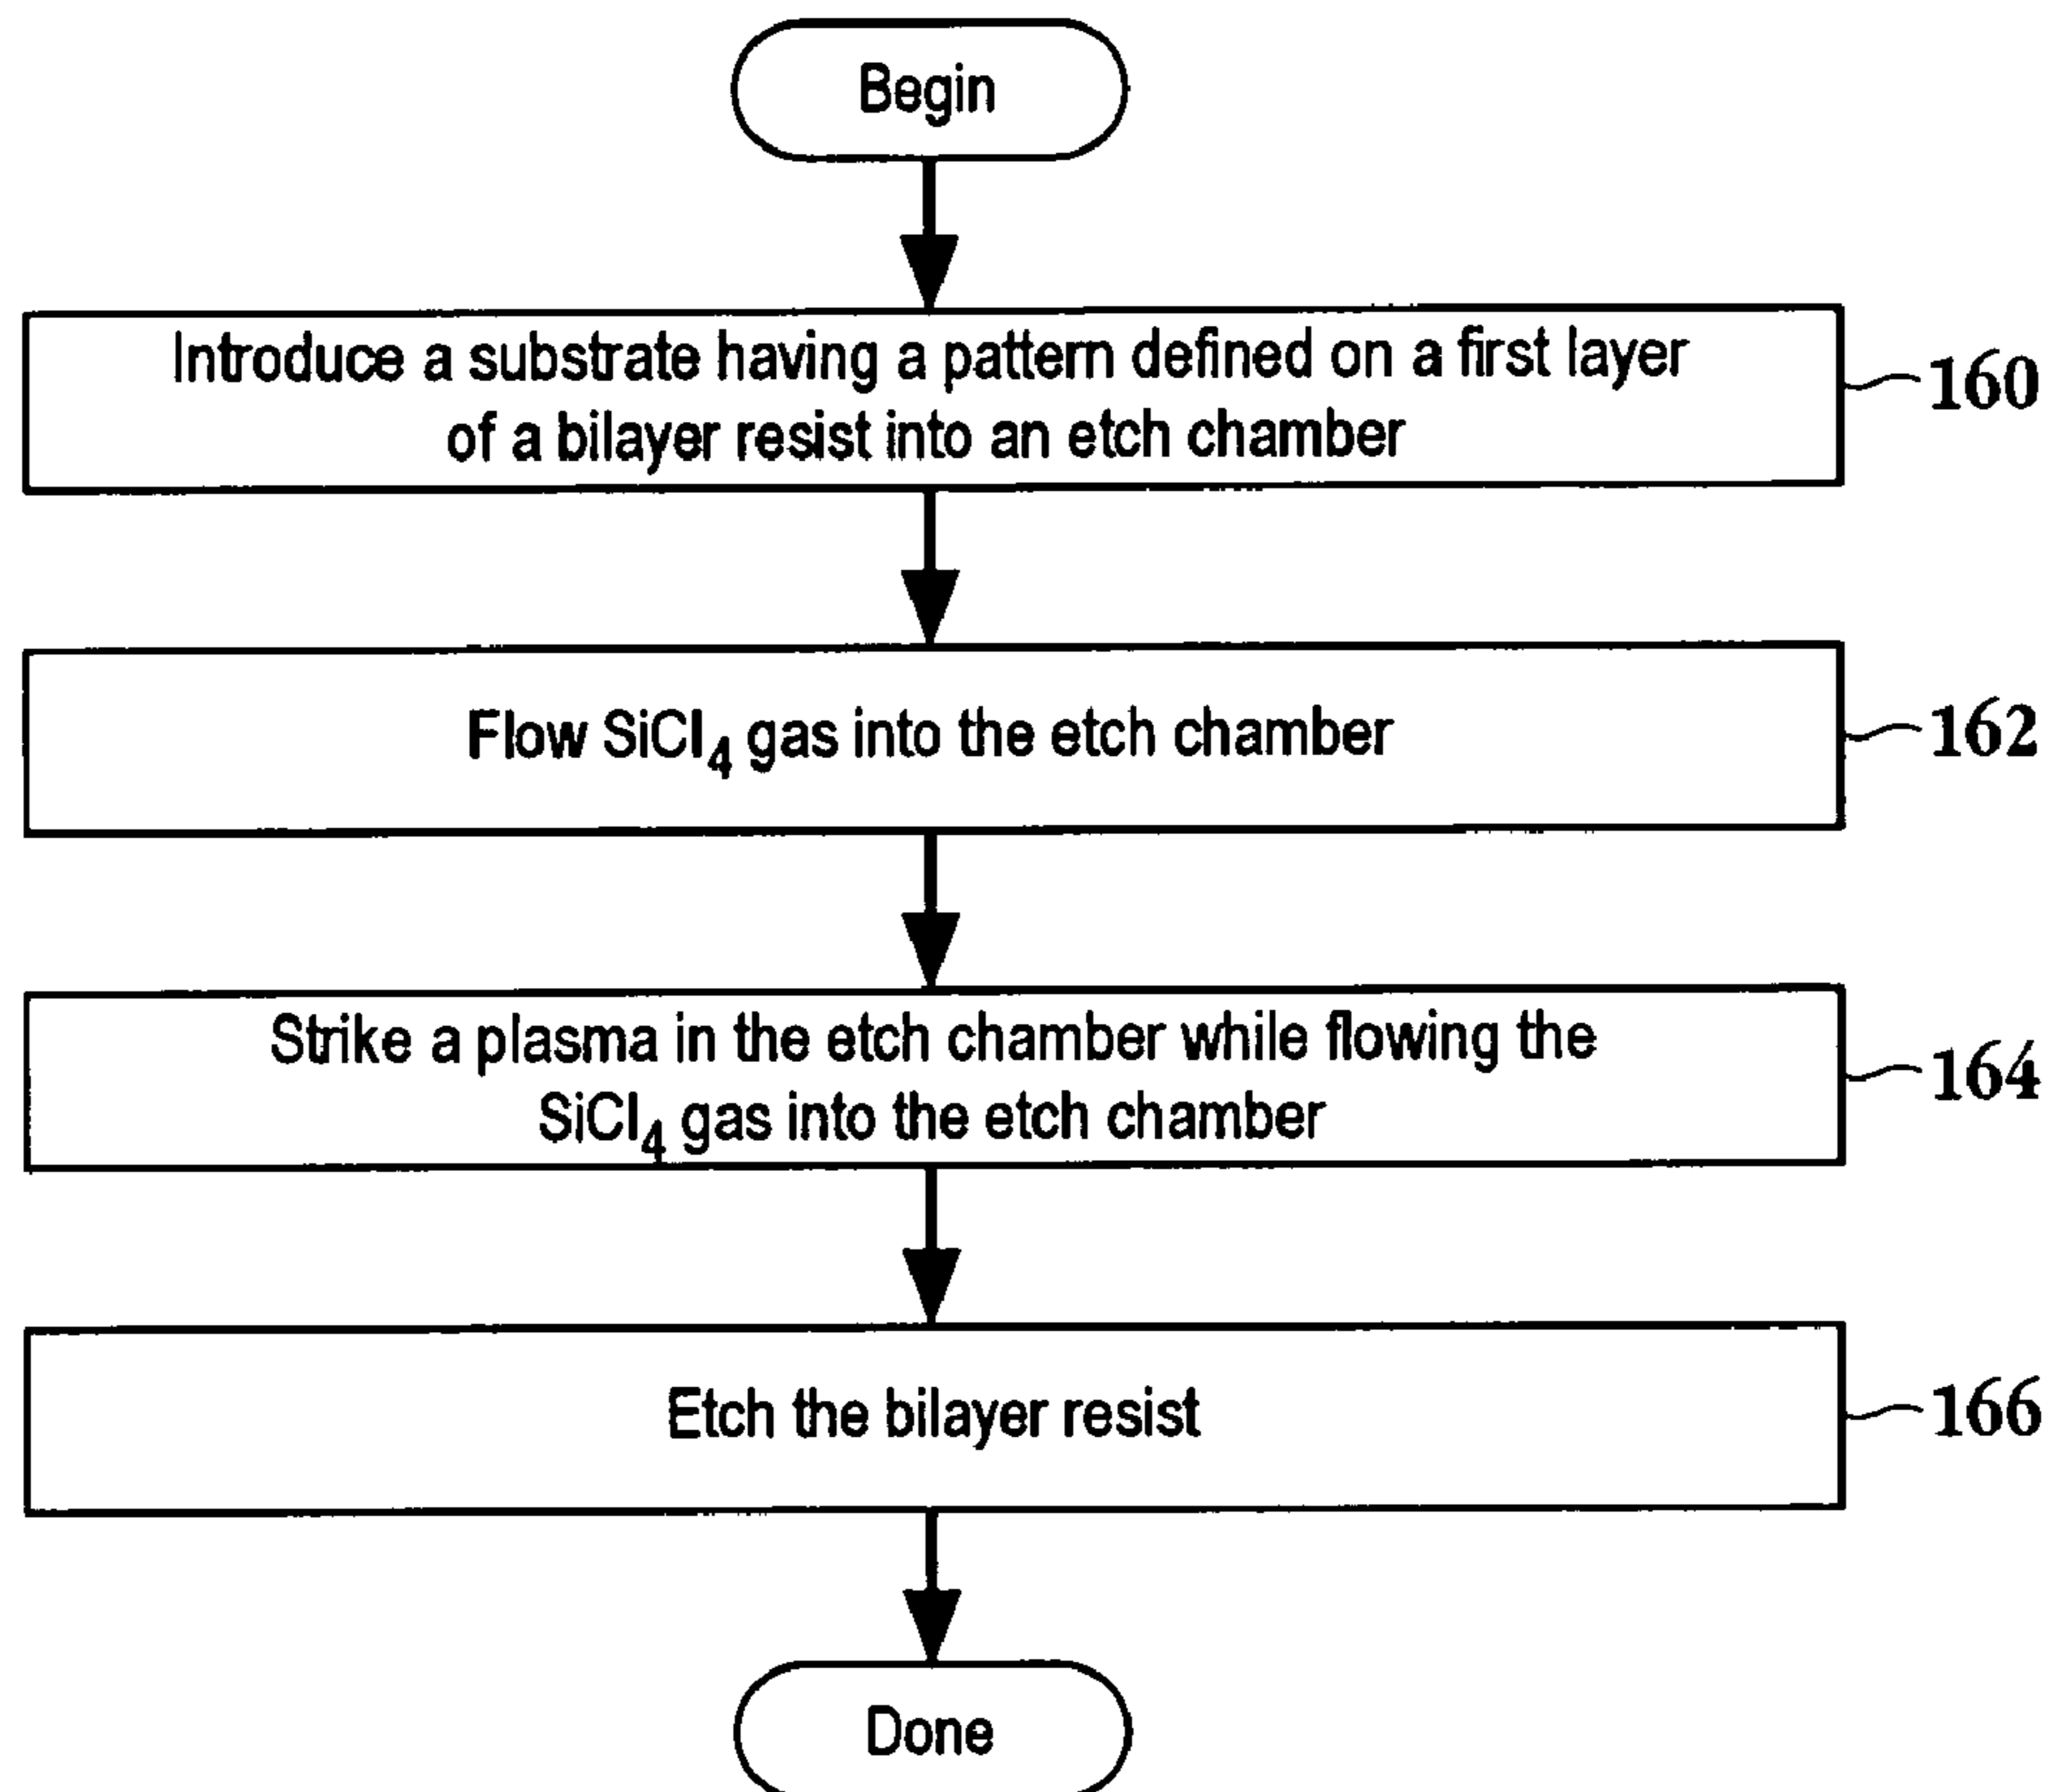 Begin
Introduce a substrate having a pattern defined on a first layer
of a bilayer resist into an etch chamber
160
Flow SiCl₄ gas into the etch chamber
162
Strike a plasma in the etch chamber while flowing the
SiCl₄ gas into the etch chamber
164
Etch the bilayer resist
166
Done